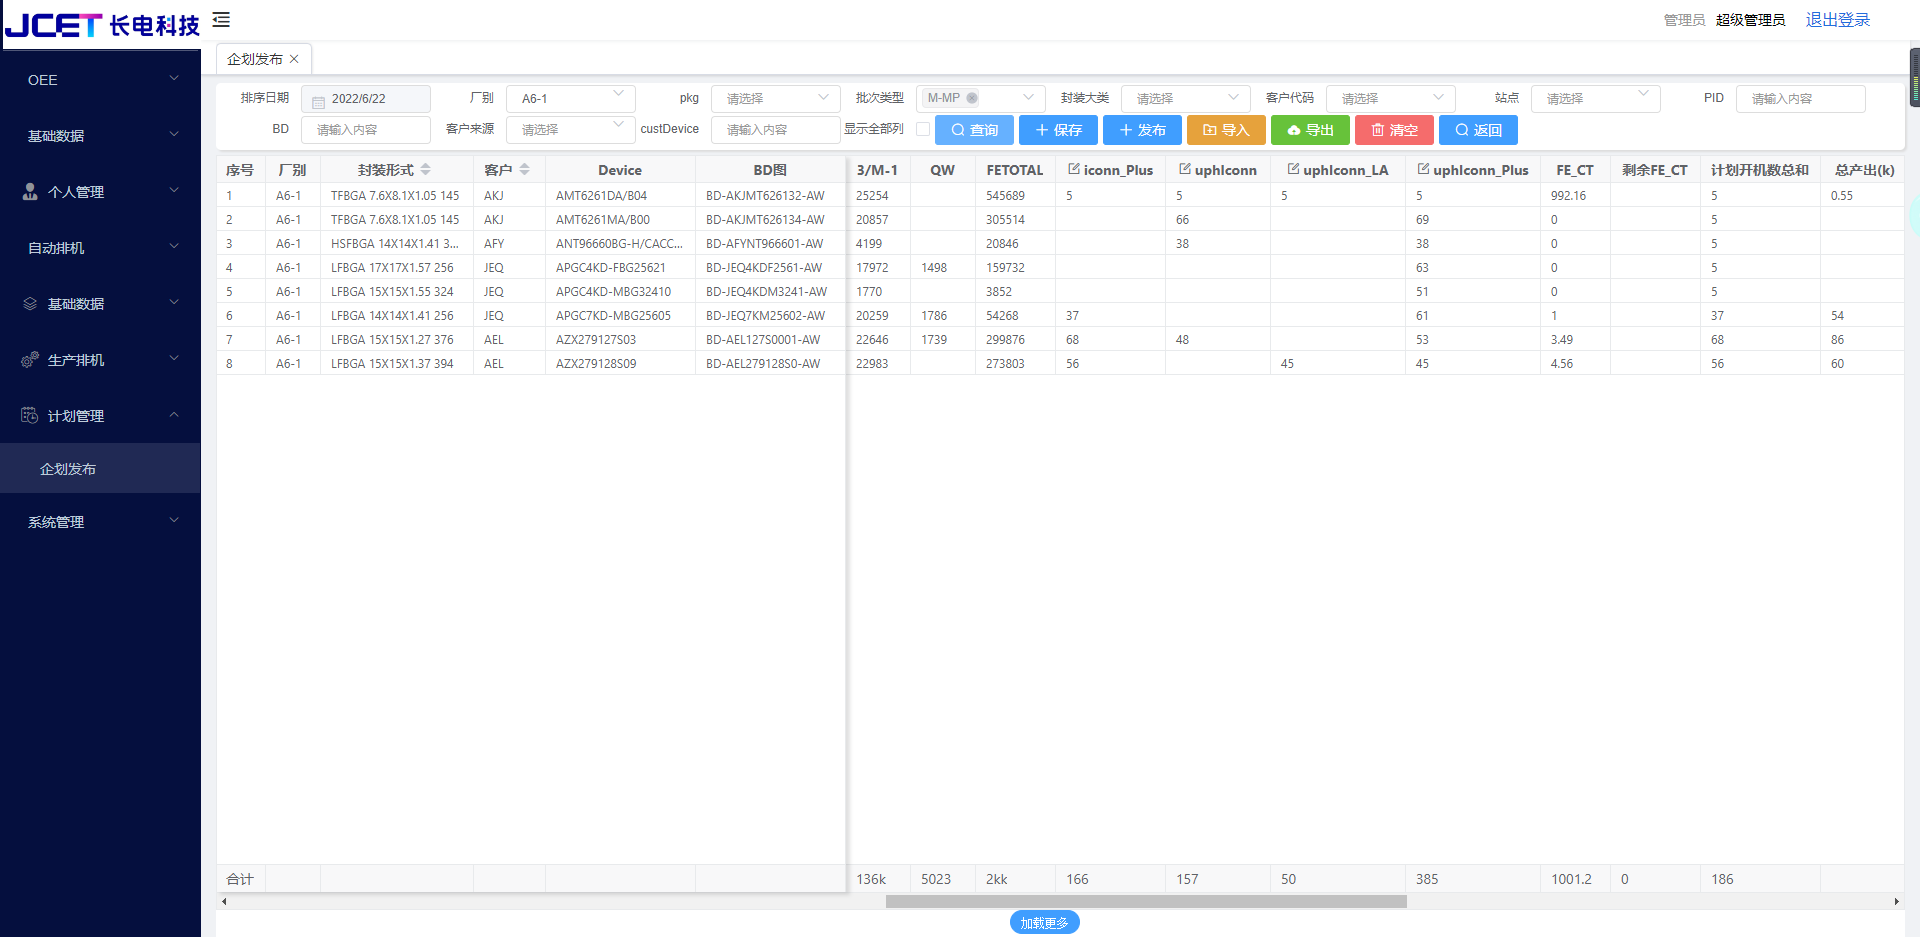 JCET 长电科技
管理员 超级管理员 退出登录
OEE
基础数据
个人管理
自动排机
基础数据
生产排机
计划管理
企划发布
系统管理
企划发布
排序日期 2022/6/22 厂别 A6-1 pkg 请选择 批次类型 M-MP 封装大类 请选择 客户代码 请选择 站点 请选择 PID 请输入内容
BD 请输入内容 客户来源 请选择 custDevice 请输入内容 显示全部列 查询 保存 发布 导入 导出 清空 返回
序号 厂别 封装形式 客户 Device BD图 3/M-1 QW FETOTAL iconn_Plus uphIconn uphIconn_LA uphIconn_Plus FE_CT 剩余FE_CT 计划开机数总和 总产出(k)
1 A6-1 TFBGA 7.6X8.1X1.05 145 AKJ AMT6261DA/B04 BD-AKJMT626132-AW 25254 545689 5 5 5 5 992.16 5 0.55
2 A6-1 TFBGA 7.6X8.1X1.05 145 AKJ AMT6261MA/B00 BD-AKJMT626134-AW 20857 305514 66 69 0 5
3 A6-1 HSFBGA 14X14X1.41 3... AFY ANT96660BG-H/CACC... BD-AFYNT966601-AW 4199 20846 38 38 0 5
4 A6-1 LFBGA 17X17X1.57 256 JEQ APGC4KD-FBG25621 BD-JEQ4KDF2561-AW 17972 1498 159732 63 0 5
5 A6-1 LFBGA 15X15X1.55 324 JEQ APGC4KD-MBG32410 BD-JEQ4KDM3241-AW 1770 3852 51 0 5
6 A6-1 LFBGA 14X14X1.41 256 JEQ APGC7KD-MBG25605 BD-JEQ7KM25602-AW 20259 1786 54268 37 61 1 37 54
7 A6-1 LFBGA 15X15X1.27 376 AEL AZX279127S03 BD-AEL127S0001-AW 22646 1739 299876 68 48 53 3.49 68 86
8 A6-1 LFBGA 15X15X1.37 394 AEL AZX279128S09 BD-AEL279128S0-AW 22983 273803 56 45 45 4.56 56 60
合计 136k 5023 2kk 166 157 50 385 1001.2 0 186
加载更多